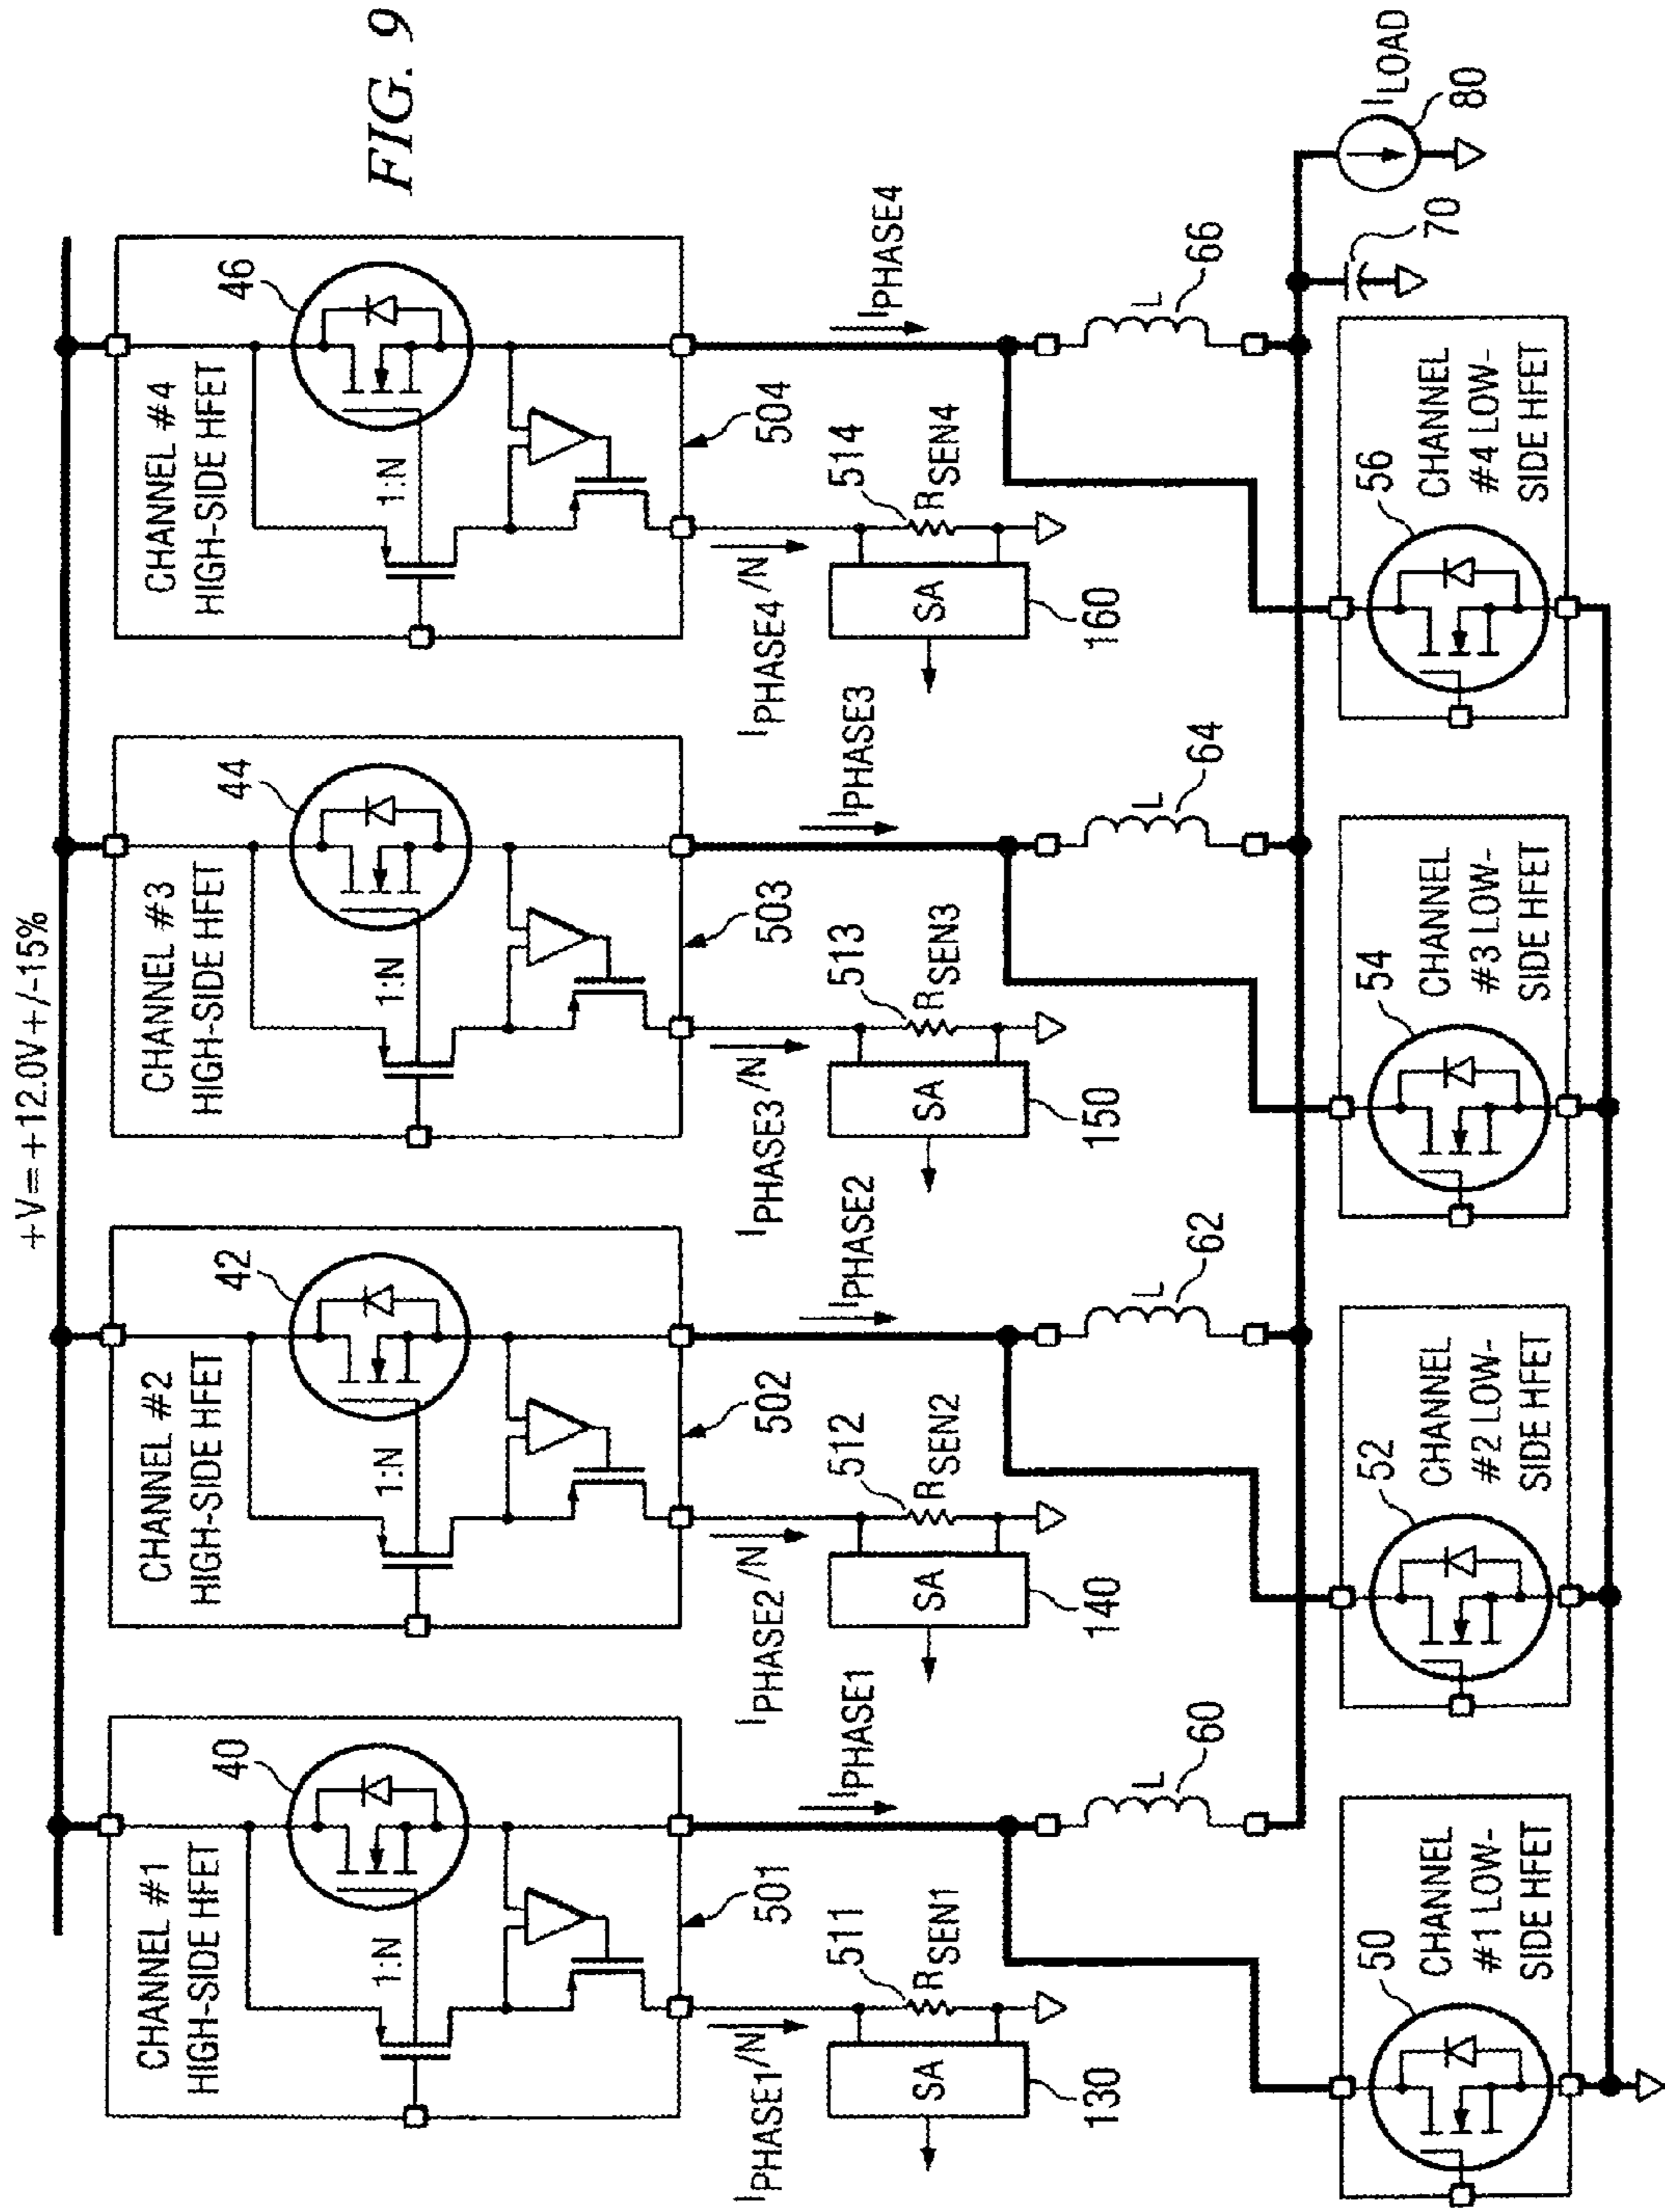 FIG. 9
+V=+12.0V+/-15%
CHANNEL #1
HIGH-SIDE HFET
40
1:N
501
CHANNEL #2
HIGH-SIDE HFET
42
1:N
502
CHANNEL #3
HIGH-SIDE HFET
44
1:N
503
CHANNEL #4
HIGH-SIDE HFET
46
1:N
504
IPHASE1/N
IPHASE1
511
RSEN1
SA
130
IPHASE2/N
IPHASE2
512
RSEN2
SA
140
IPHASE3/N
IPHASE3
513
RSEN3
SA
150
IPHASE4/N
IPHASE4
514
RSEN4
SA
160
L
60
L
62
L
64
L
66
70
ILOAD
80
50
CHANNEL
#1 LOW-
SIDE HFET
52
CHANNEL
#2 LOW-
SIDE HFET
54
CHANNEL
#3 LOW-
SIDE HFET
56
CHANNEL
#4 LOW-
SIDE HFET